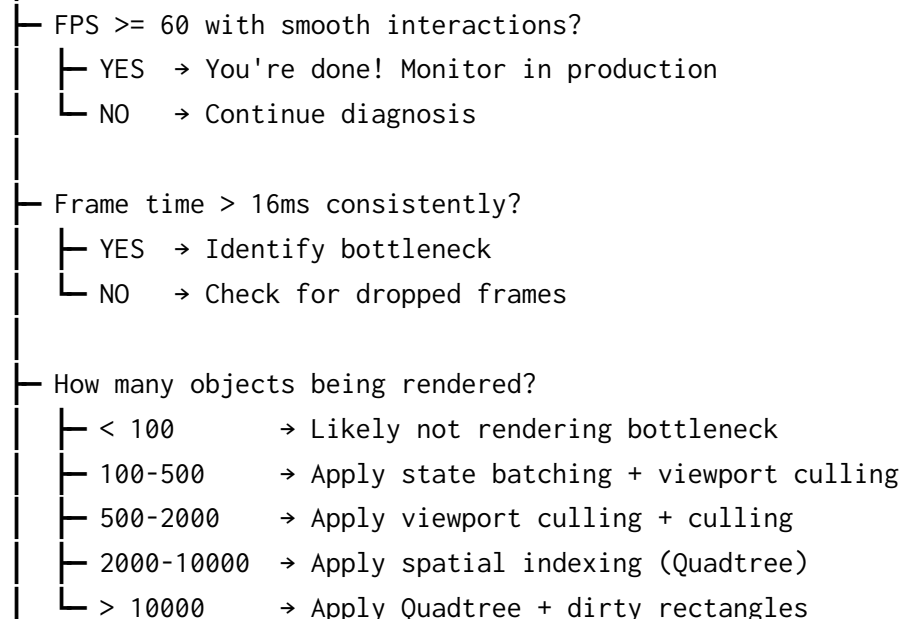 ├─ FPS >= 60 with smooth interactions?
│  ├─ YES  → You're done! Monitor in production
│  └─ NO   → Continue diagnosis
│
├─ Frame time > 16ms consistently?
│  ├─ YES  → Identify bottleneck
│  └─ NO   → Check for dropped frames
│
├─ How many objects being rendered?
│  ├─ < 100       → Likely not rendering bottleneck
│  ├─ 100-500     → Apply state batching + viewport culling
│  ├─ 500-2000    → Apply viewport culling + culling
│  ├─ 2000-10000  → Apply spatial indexing (Quadtree)
│  └─ > 10000     → Apply Quadtree + dirty rectangles